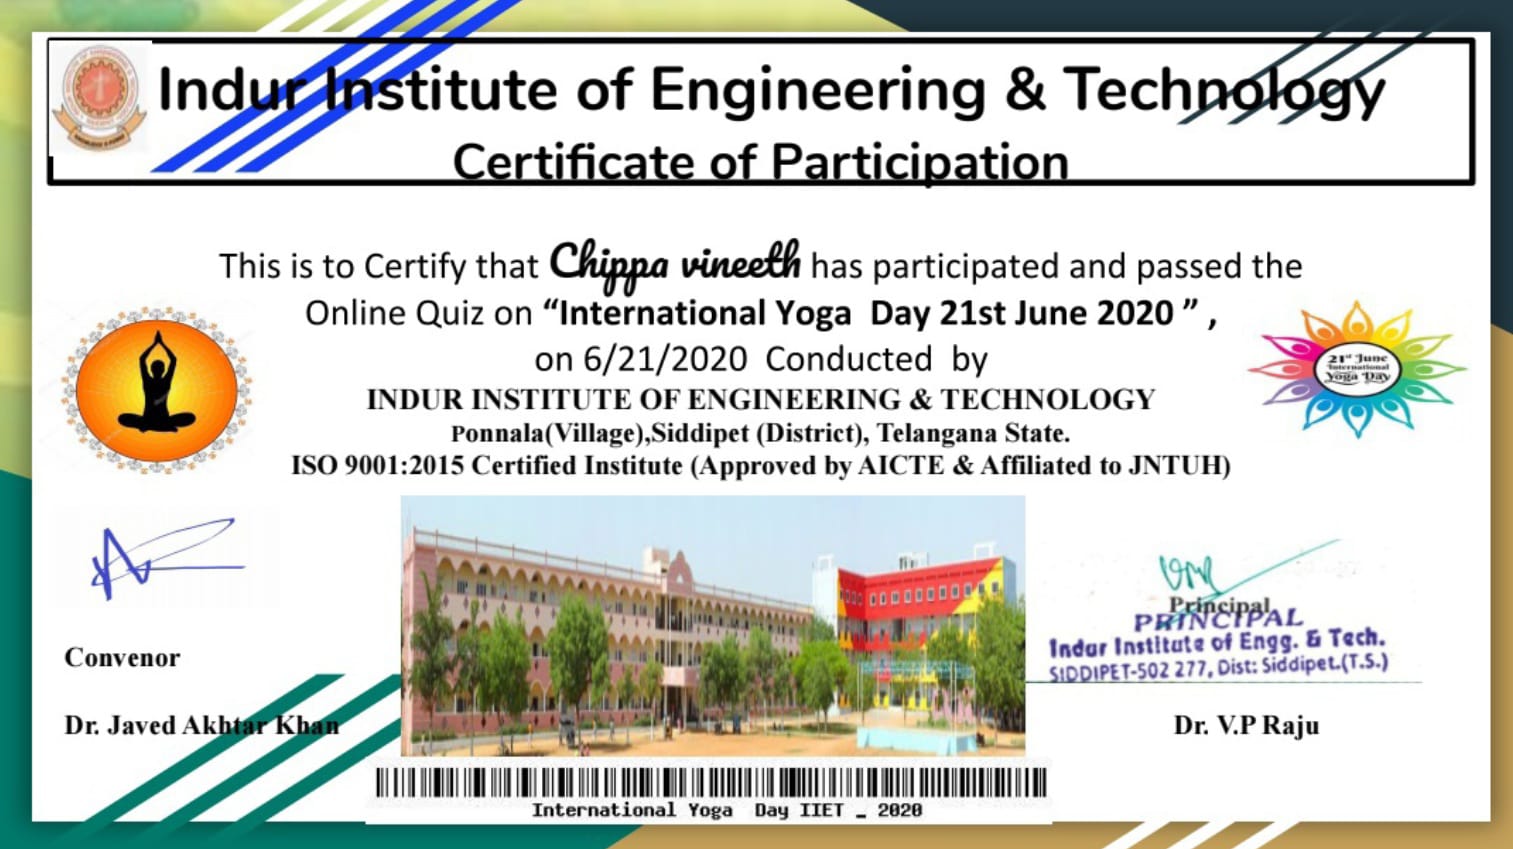 Indur Institute of Engineering & Technology
Certificate of Participation
This is to Certify that Chippa vineeth has participated and passed the
Online Quiz on “International Yoga Day 21st June 2020 ” ,
on 6/21/2020 Conducted by
INDUR INSTITUTE OF ENGINEERING & TECHNOLOGY
Ponnala(Village),Siddipet (District), Telangana State.
ISO 9001:2015 Certified Institute (Approved by AICTE & Affiliated to JNTUH)
21st June
International
Yoga Day
Principal
PRINCIPAL
Indur Institute of Engg. & Tech.
SIDDIPET-502 277, Dist: Siddipet.(T.S.)
Convenor
Dr. Javed Akhtar Khan
Dr. V.P Raju
International Yoga Day IIET _ 2020